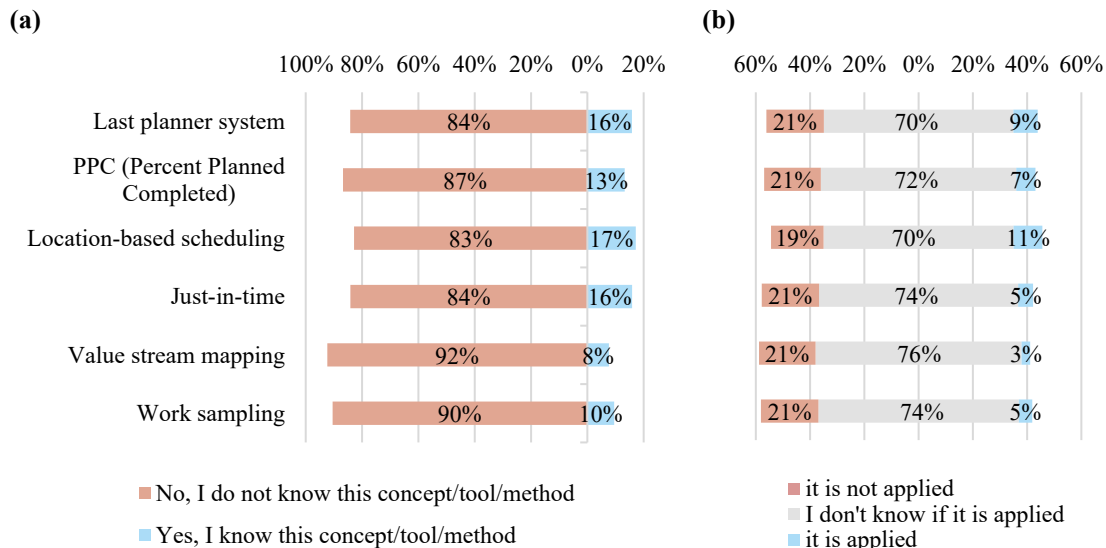 (a)
100% 80% 60% 40% 20% 0% 20%
Last planner system
84% 16%
PPC (Percent Planned
Completed)
87% 13%
Location-based scheduling
83% 17%
Just-in-time
84% 16%
Value stream mapping
92% 8%
Work sampling
90% 10%
No, I do not know this concept/tool/method
Yes, I know this concept/tool/method
(b)
60% 40% 20% 0% 20% 40% 60%
21% 70% 9%
21% 72% 7%
19% 70% 11%
21% 74% 5%
21% 76% 3%
21% 74% 5%
it is not applied
I don't know if it is applied
it is applied